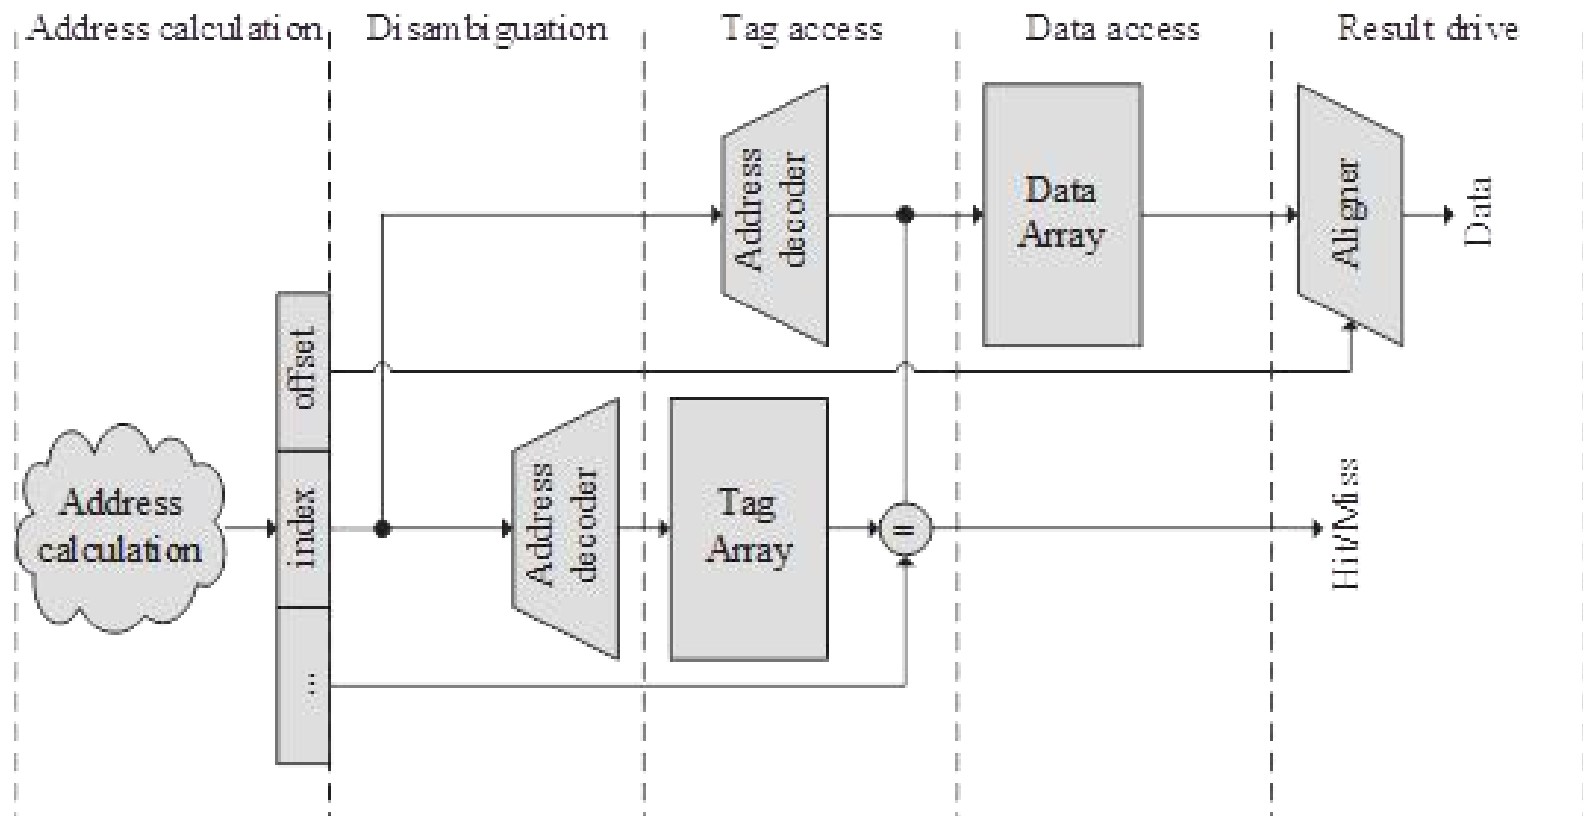 Address calculation
Disambiguation
Tag access
Data access
Result drive
Address
decoder
Data
Array
Aligner
Data
offset
Address
calculation
index
Address
decoder
Tag
Array
=
Hit/Miss
...